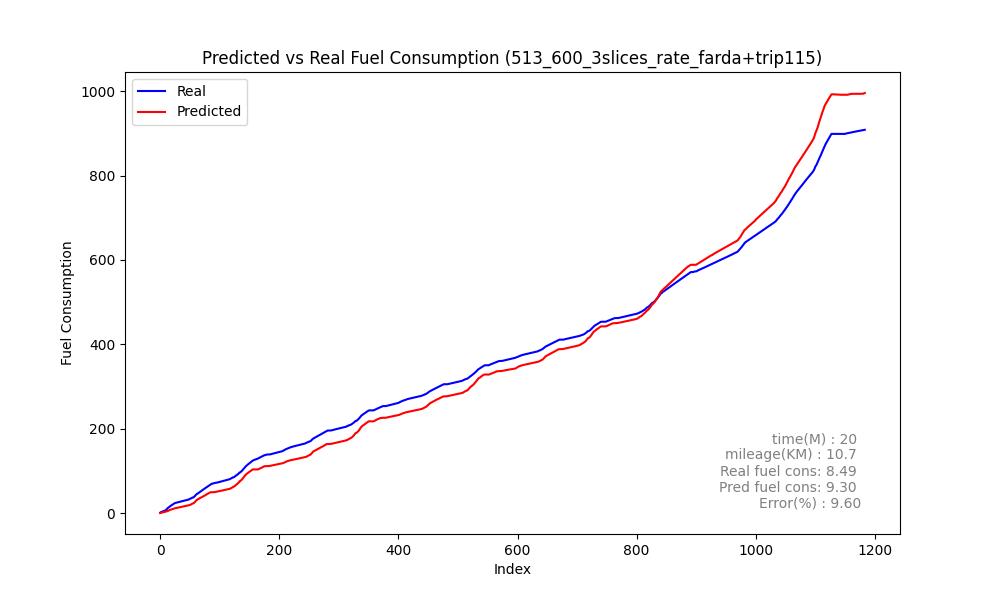 Predicted vs Real Fuel Consumption (513_600_3slices_rate_farda+trip115)
Real
Predicted
Fuel Consumption
1000
800
600
400
200
0
time(M) : 20
mileage(KM) : 10.7
Real fuel cons: 8.49
Pred fuel cons: 9.30
Error(%) : 9.60
0 200 400 600 800 1000 1200
Index